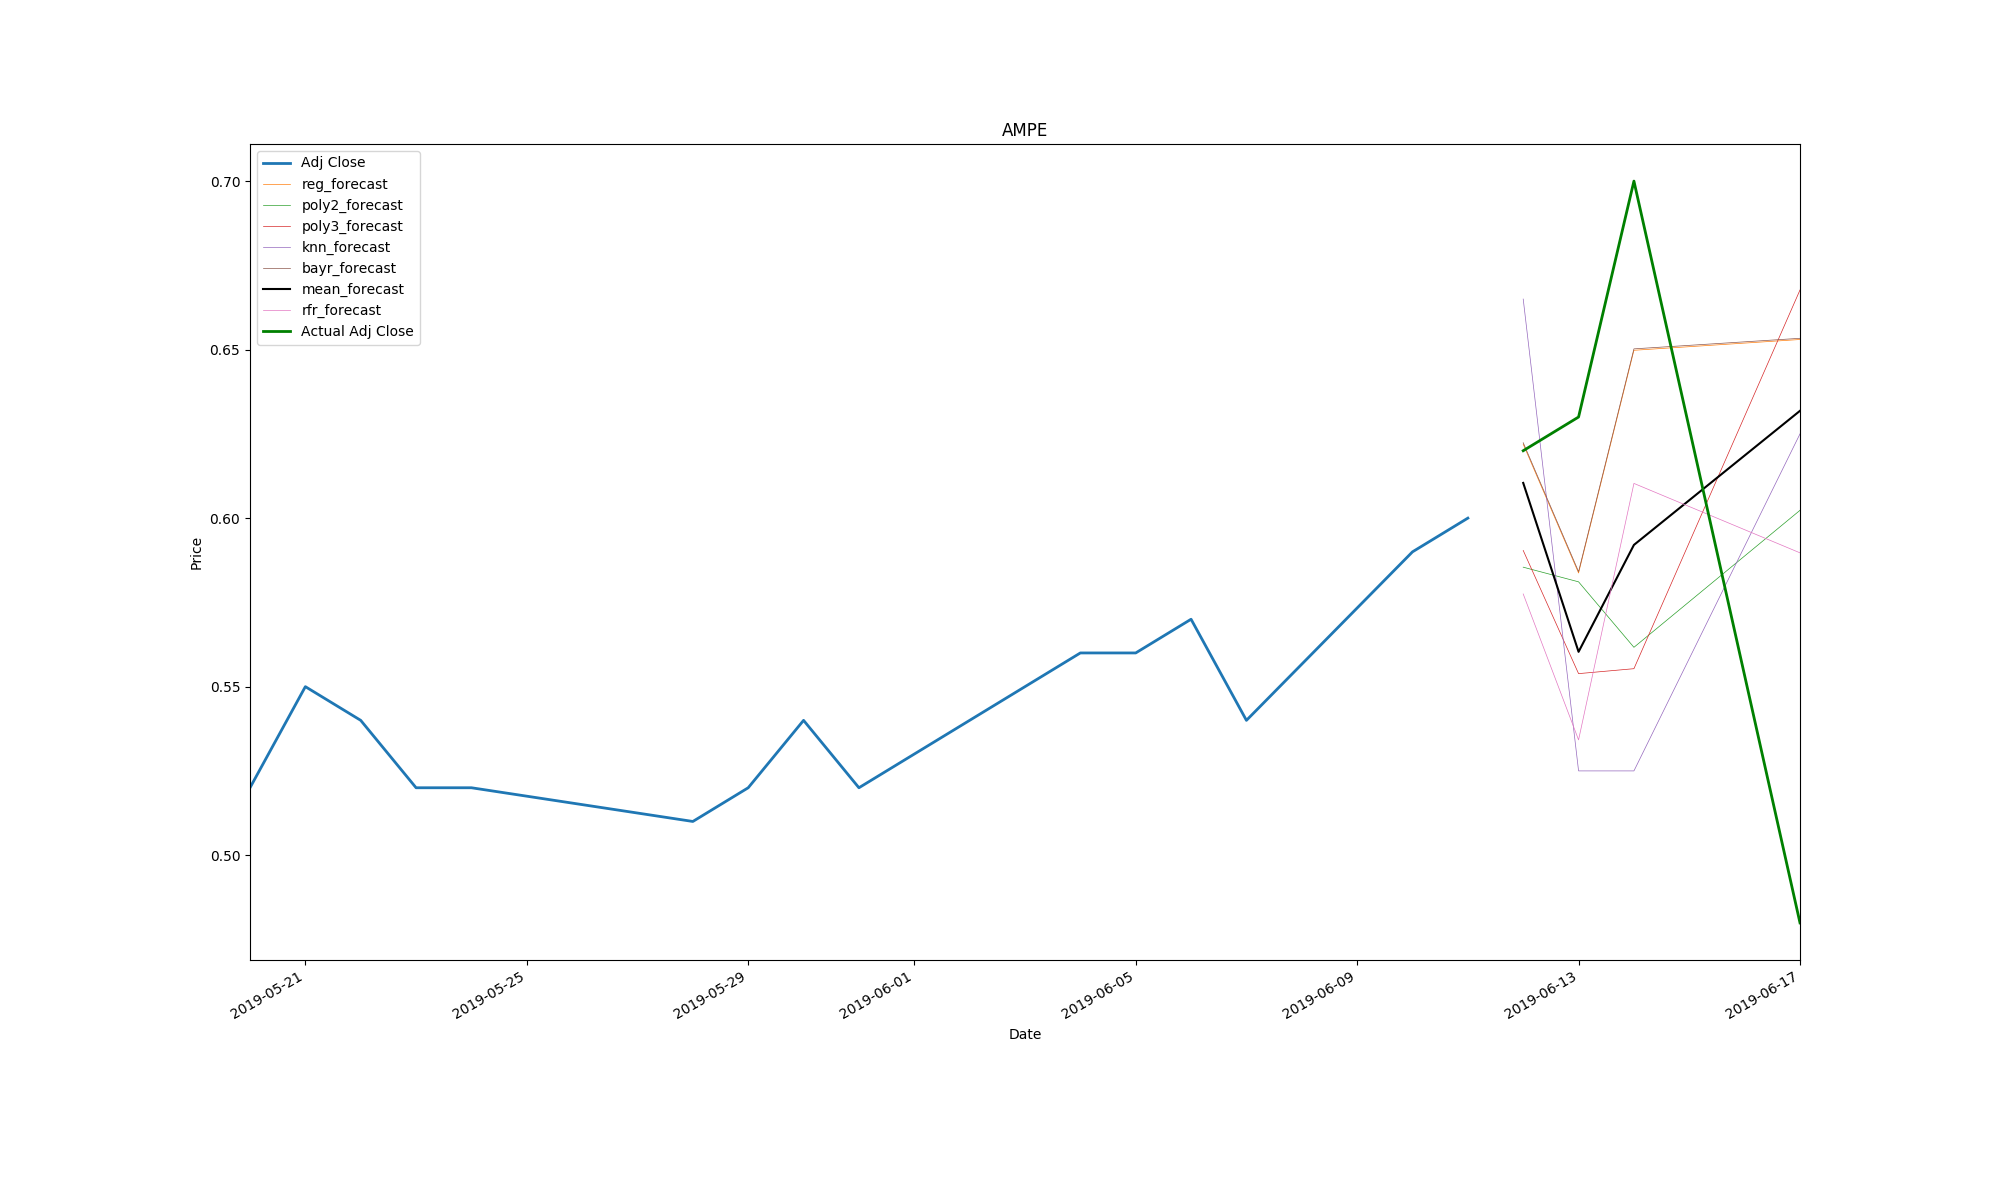 AMPE
Adj Close
reg_forecast
poly2_forecast
poly3_forecast
knn_forecast
bayr_forecast
mean_forecast
rfr_forecast
Actual Adj Close
0.70
0.65
0.60
0.55
0.50
Price
2019-05-21
2019-05-25
2019-05-29
2019-06-01
2019-06-05
2019-06-09
2019-06-13
2019-06-17
Date